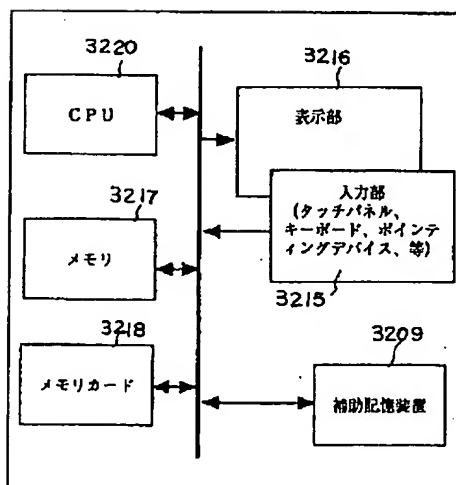 3220
CPU
3217
メモリ
3218
メモリカード
3216
表示部
入力部
(タッチパネル、
キーボード、ポインテ
ィングデバイス、等)
3215
3209
補助記憶装置